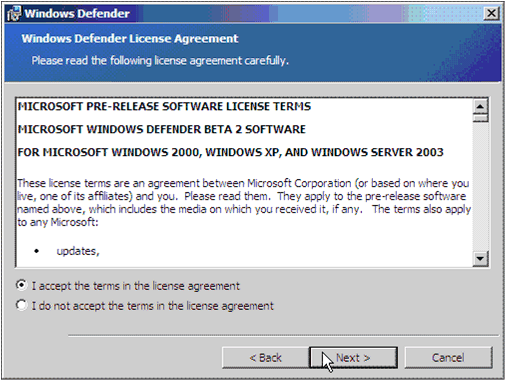 Windows Defender
Windows Defender License Agreement
Please read the following license agreement carefully.
MICROSOFT PRE-RELEASE SOFTWARE LICENSE TERMS
MICROSOFT WINDOWS DEFENDER BETA 2 SOFTWARE
FOR MICROSOFT WINDOWS 2000, WINDOWS XP, AND WINDOWS SERVER 2003
These license terms are an agreement between Microsoft Corporation (or based on where you
live, one of its affiliates) and you.  Please read them.  They apply to the pre-release software
named above, which includes the media on which you received it, if any.  The terms also apply
to any Microsoft:
• updates,
I accept the terms in the license agreement
I do not accept the terms in the license agreement
< Back Next > Cancel